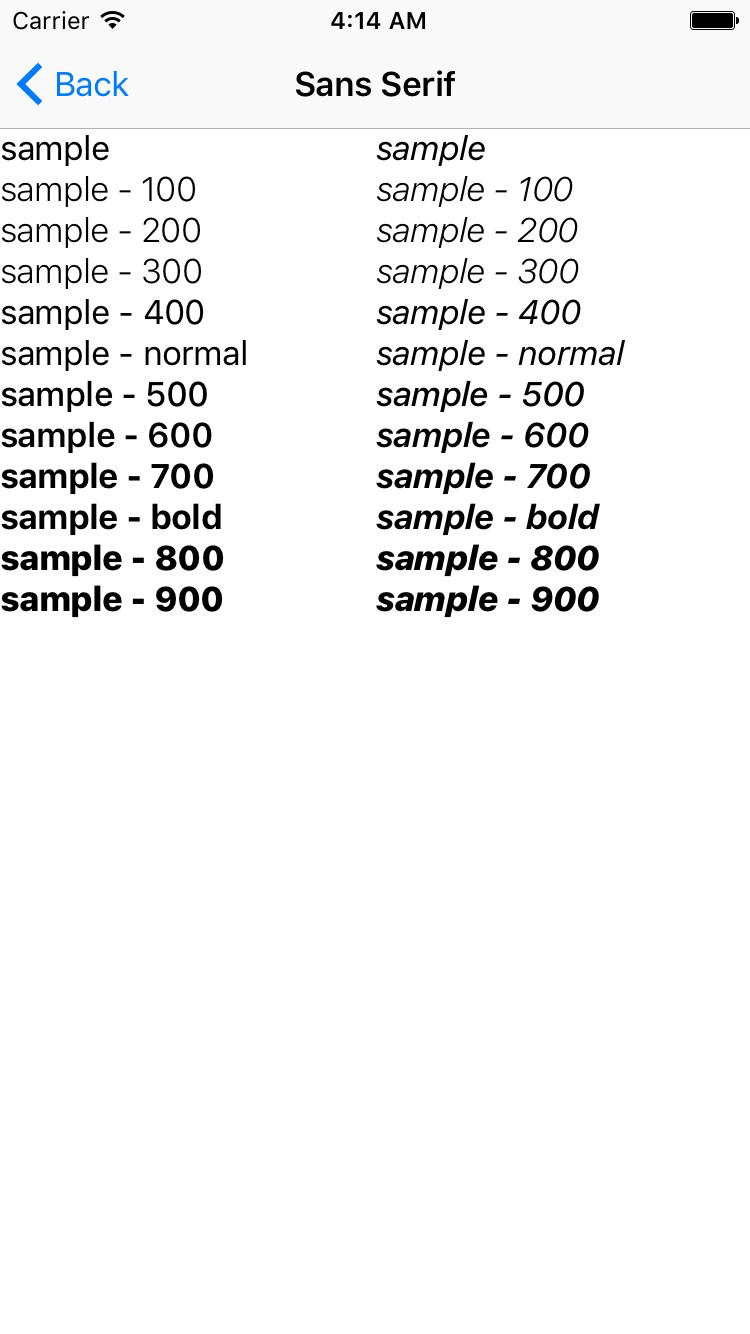 Carrier 4:14 AM
Back Sans Serif
sample sample
sample - 100 sample - 100
sample - 200 sample - 200
sample - 300 sample - 300
sample - 400 sample - 400
sample - normal sample - normal
sample - 500 sample - 500
sample - 600 sample - 600
sample - 700 sample - 700
sample - bold sample - bold
sample - 800 sample - 800
sample - 900 sample - 900